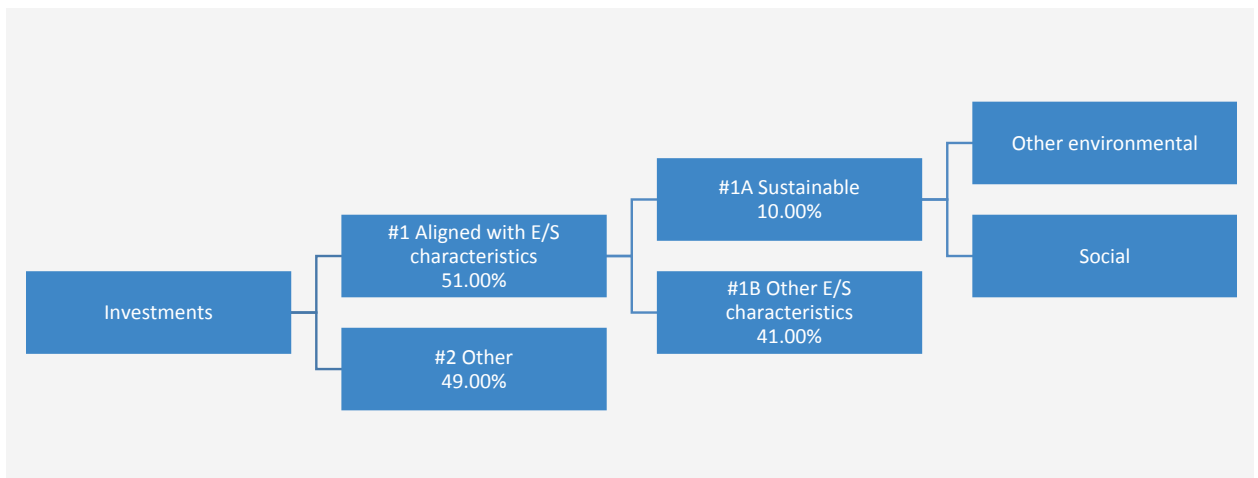 Investments
#1 Aligned with E/S
characteristics
51.00%
#2 Other
49.00%
#1A Sustainable
10.00%
#1B Other E/S
characteristics
41.00%
Other environmental
Social